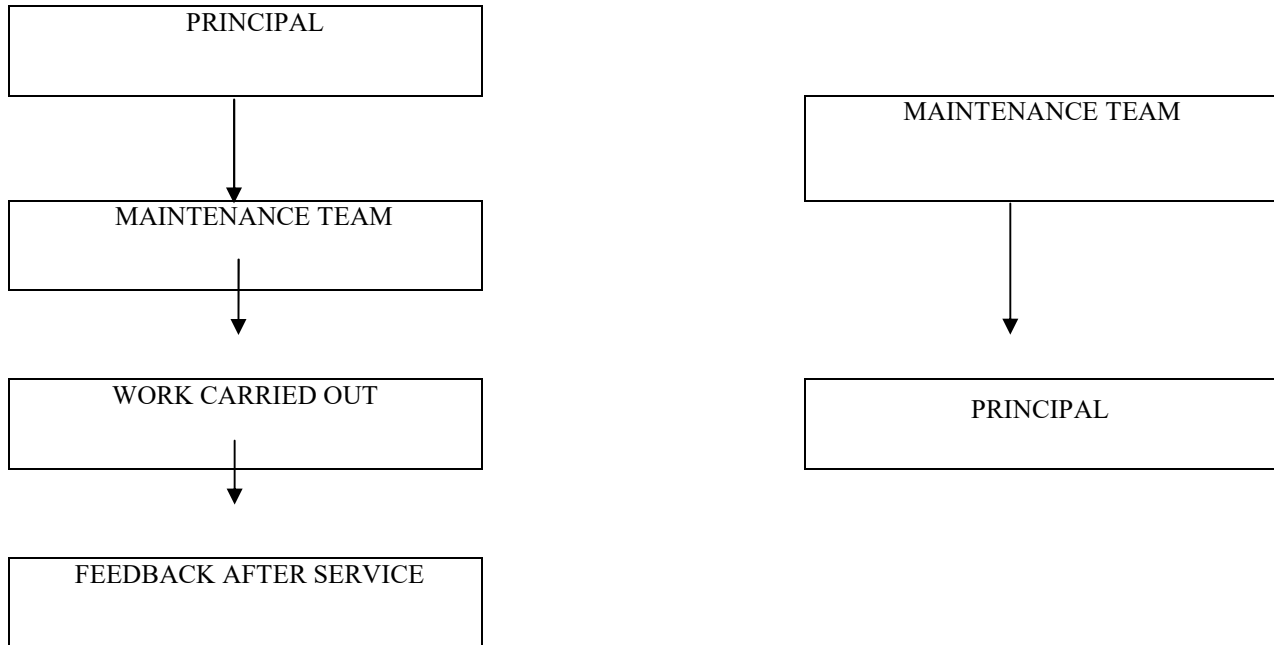 PRINCIPAL
MAINTENANCE TEAM
WORK CARRIED OUT
FEEDBACK AFTER SERVICE
MAINTENANCE TEAM
PRINCIPAL